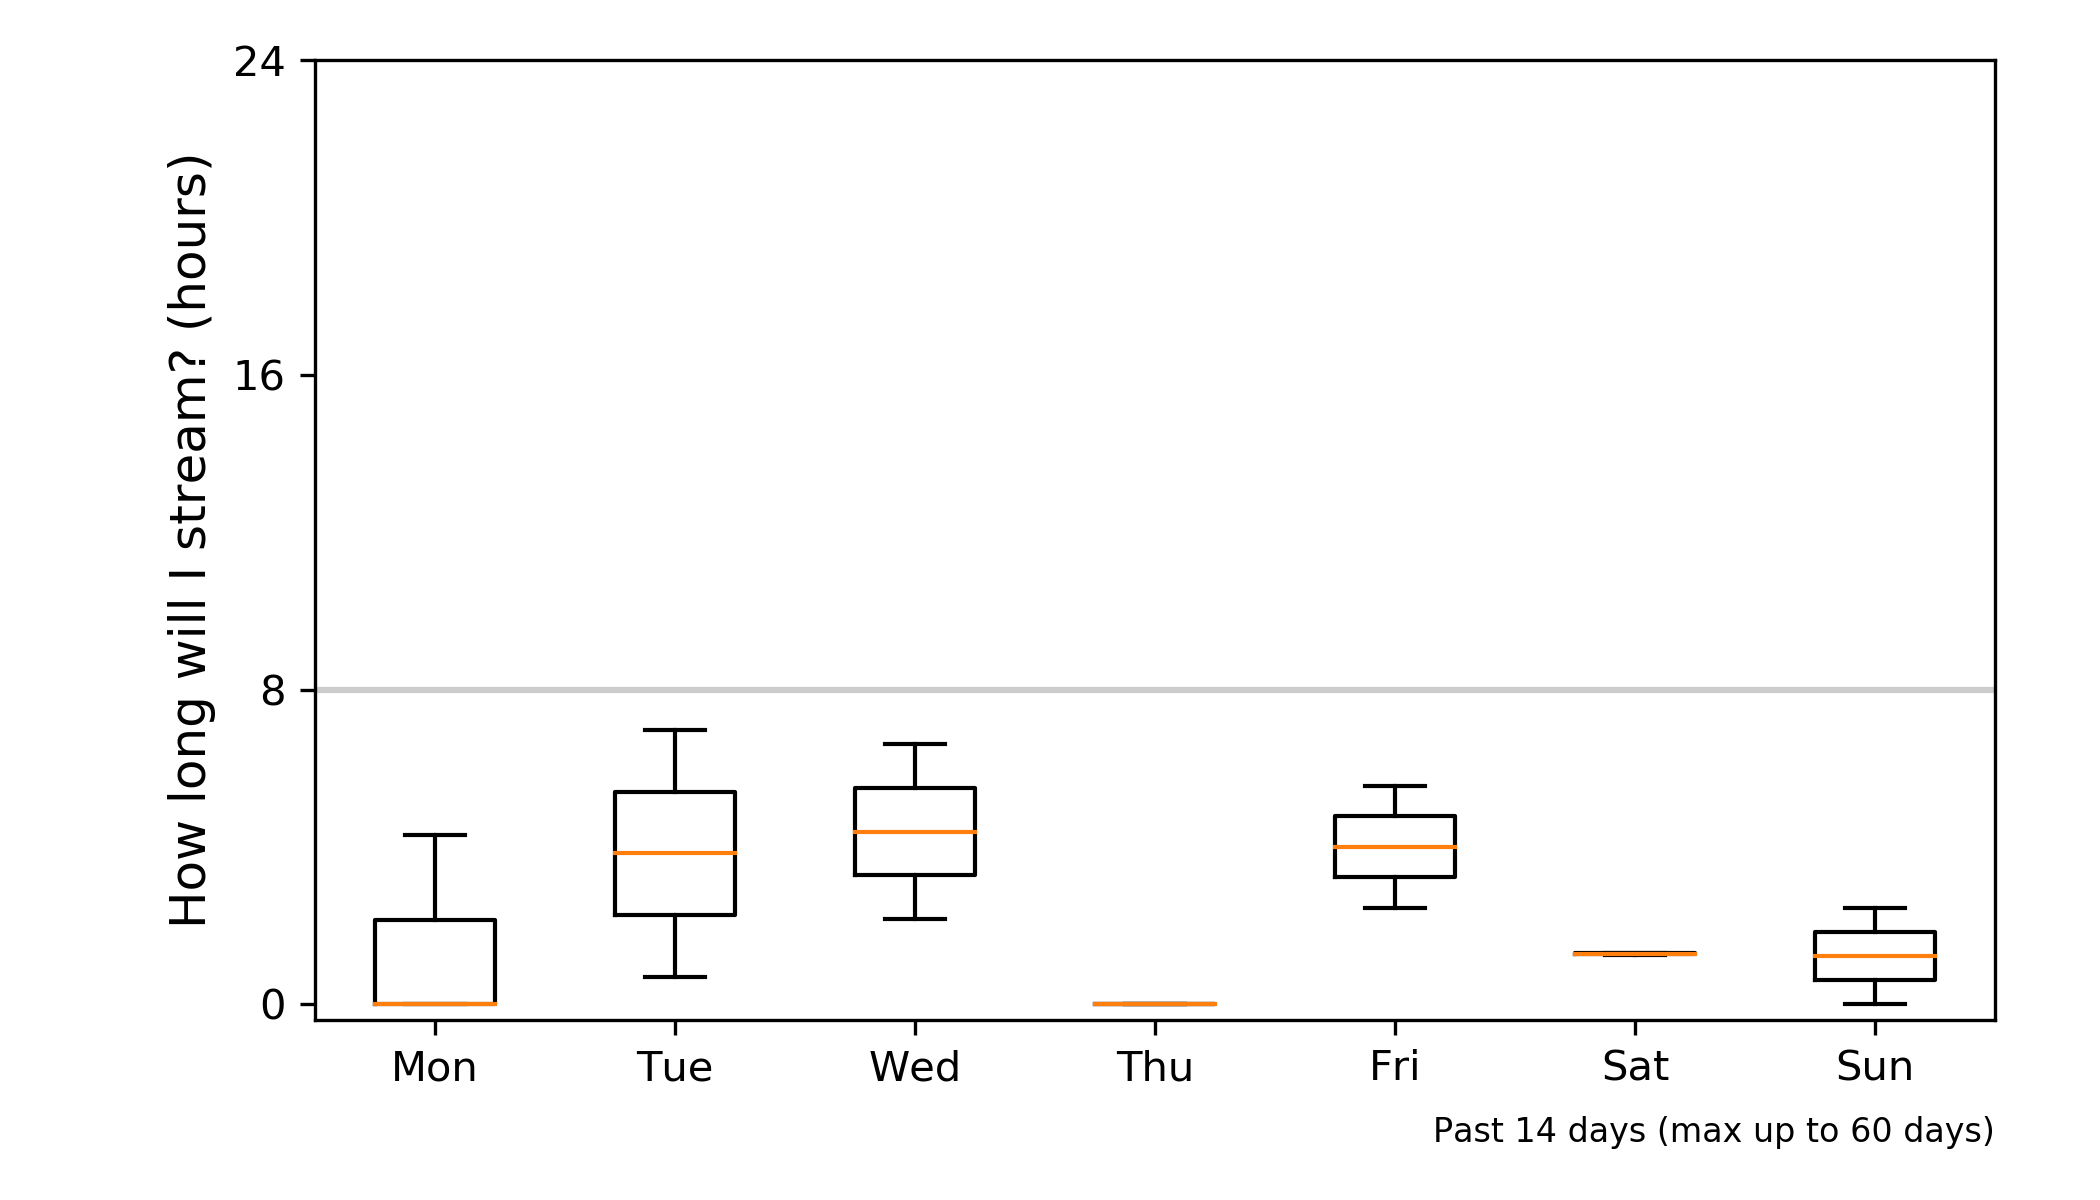 24
16
8
0
How long will I stream? (hours)
Mon Tue Wed Thu Fri Sat Sun
Past 14 days (max up to 60 days)